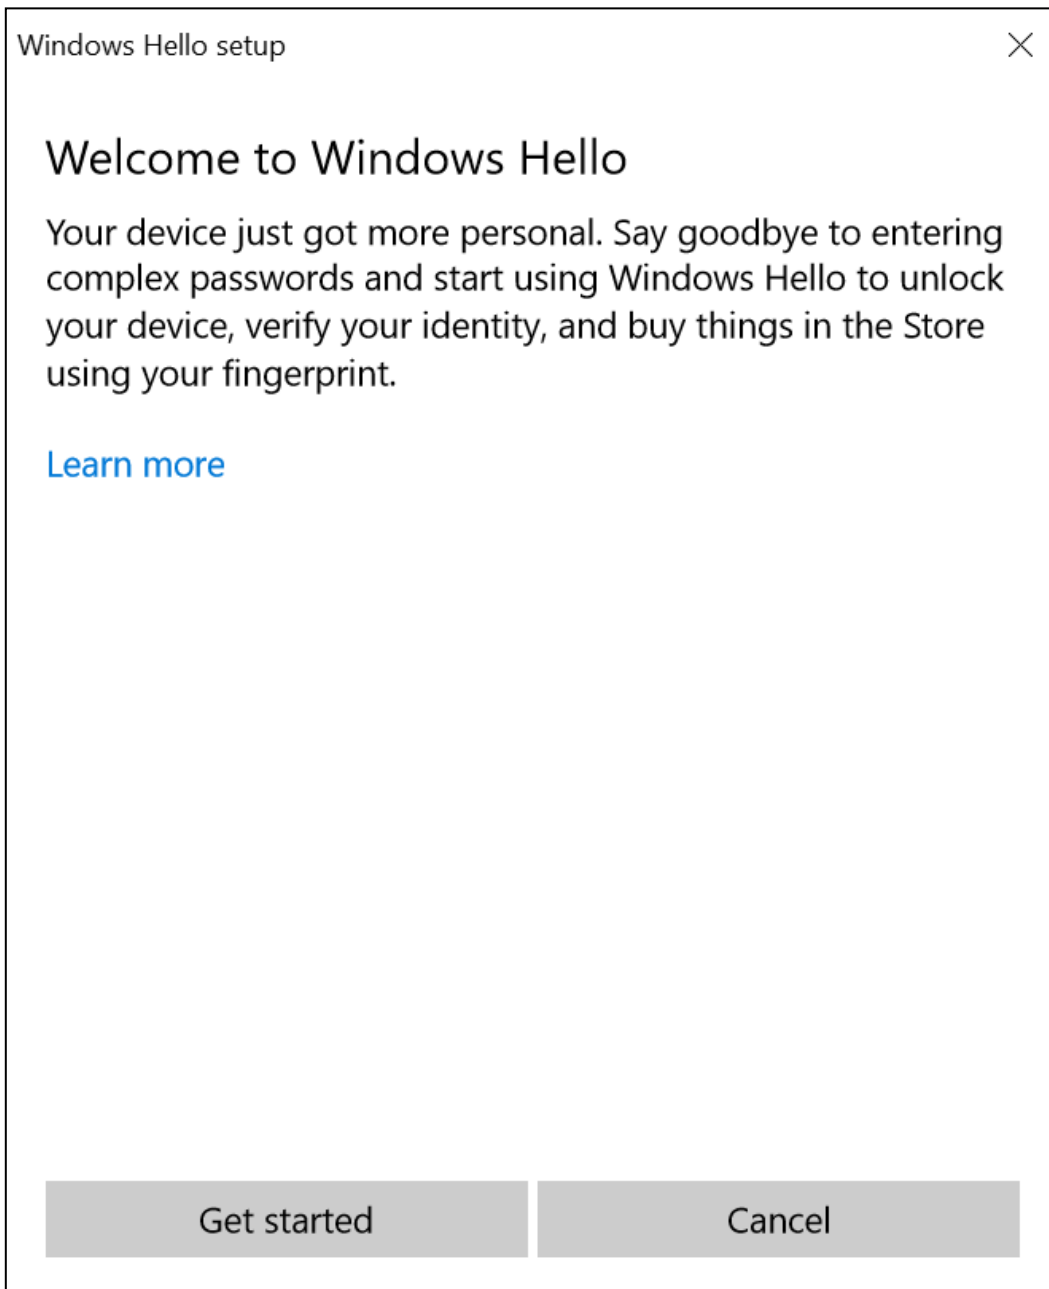 Windows Hello setup
Welcome to Windows Hello
Your device just got more personal. Say goodbye to entering
complex passwords and start using Windows Hello to unlock
your device, verify your identity, and buy things in the Store
using your fingerprint.
Learn more
Get started
Cancel